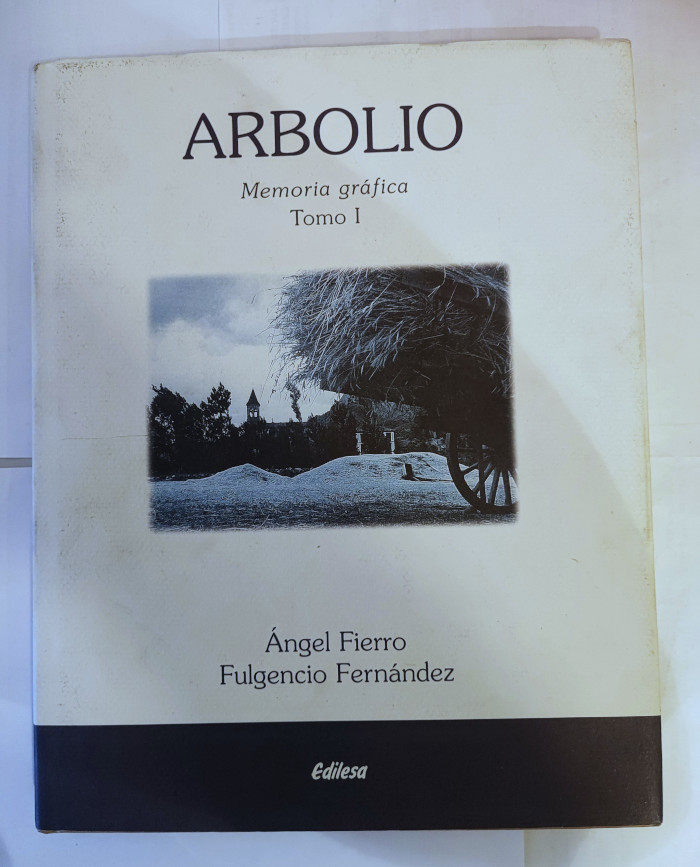 ARBOLIO
Memoria gráfica
Tomo I
Ángel Fierro
Fulgencio Fernández
Edilesa